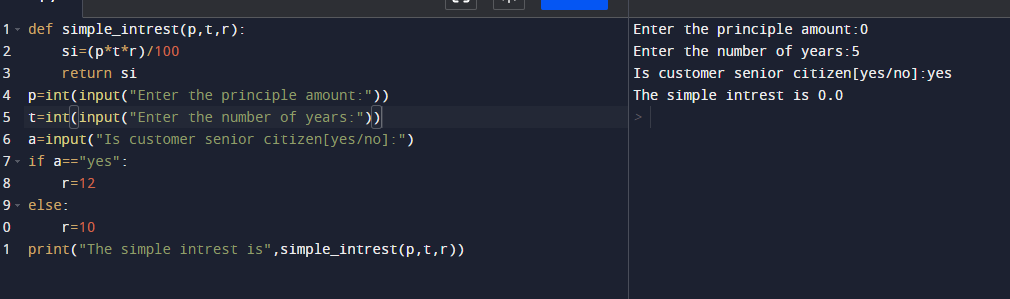 1 def simple_intrest(p,t,r):
2 si=(p*t*r)/100
3 return si
4 p=int(input("Enter the principle amount:"))
5 t=int(input("Enter the number of years:"))
6 a=input("Is customer senior citizen[yes/no]:")
7 if a=="yes":
8 r=12
9 else:
0 r=10
1 print("The simple intrest is",simple_intrest(p,t,r))
Enter the principle amount:0
Enter the number of years:5
Is customer senior citizen[yes/no]:yes
The simple intrest is 0.0
>